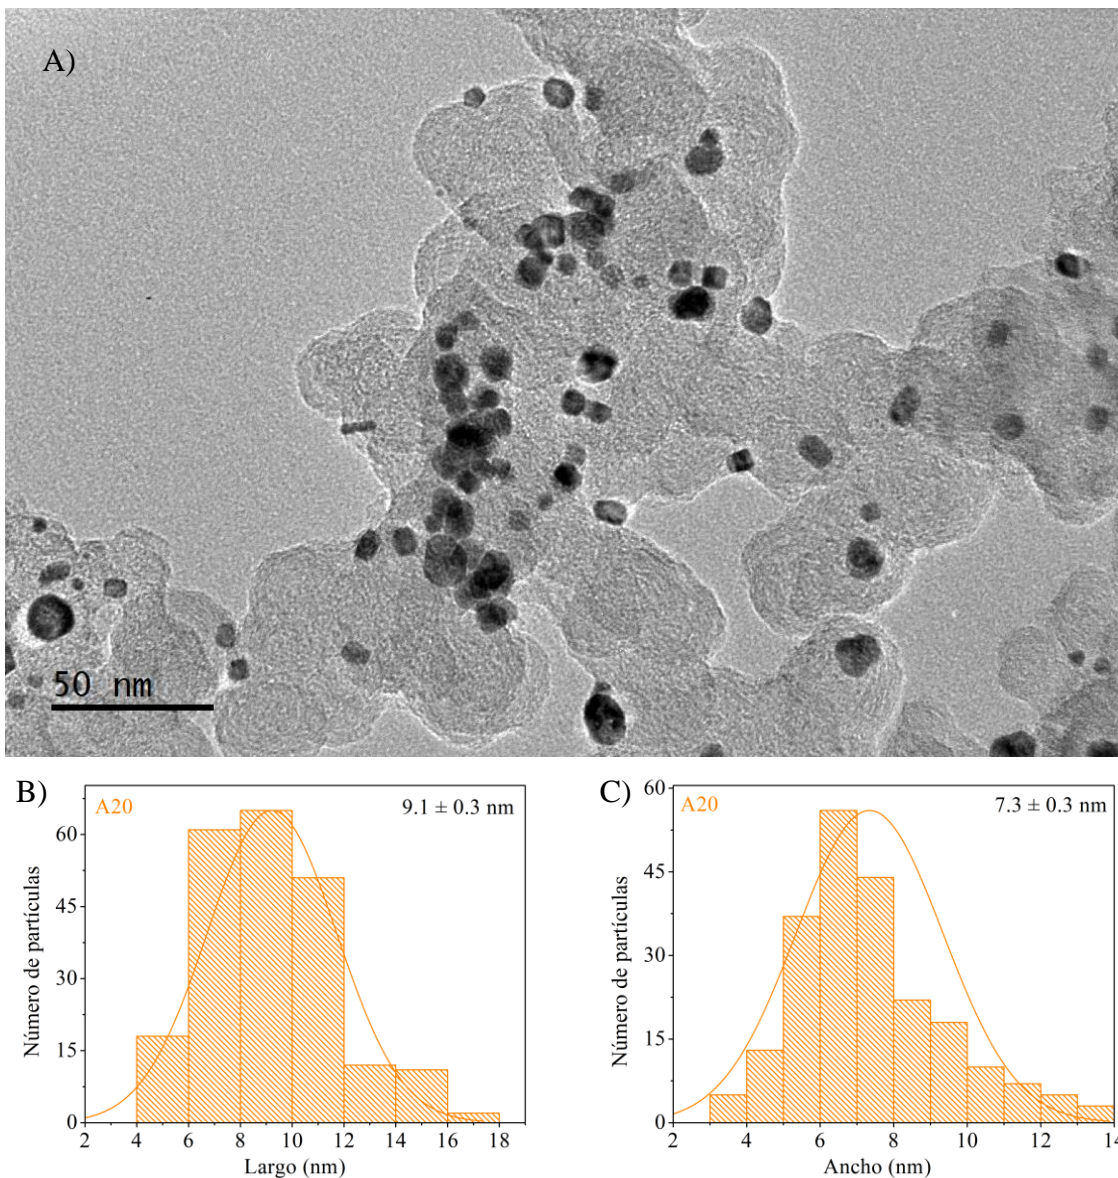 A)
50 nm
B)
A20
9.1 ± 0.3 nm
Número de partículas
60
45
30
15
0
2 4 6 8 10 12 14 16 18
Largo (nm)
C)
A20
7.3 ± 0.3 nm
Número de partículas
60
45
30
15
0
2 4 6 8 10 12 14
Ancho (nm)